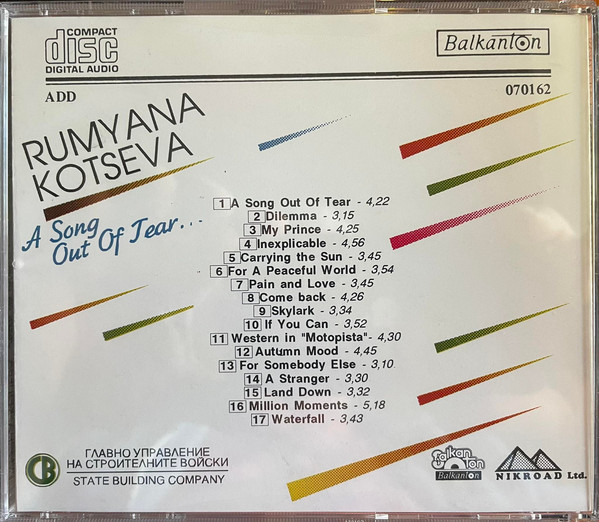 COMPACT
disc
DIGITAL AUDIO
Balkanton
ADD
070162
RUMYANA
KOTSEVA
A Song
Out Of Tear...
1 A Song Out Of Tear - 4,22
2 Dilemma - 3,15
3 My Prince - 4,25
4 Inexplicable - 4,56
5 Carrying the Sun - 3,45
6 For A Peaceful World - 3,54
7 Pain and Love - 3,45
8 Come back - 4,26
9 Skylark - 3,34
10 If You Can - 3,52
11 Western in "Motopista" - 4,30
12 Autumn Mood - 4,45
13 For Somebody Else - 3,10
14 A Stranger - 3,30
15 Land Down - 3,32
16 Million Moments - 5,18
17 Waterfall - 3,43
СВ
ГЛАВНО УПРАВЛЕНИЕ
НА СТРОИТЕЛНИТЕ ВОЙСКИ
STATE BUILDING COMPANY
Balkan
ton
Balkanton
NIKROAD Ltd.